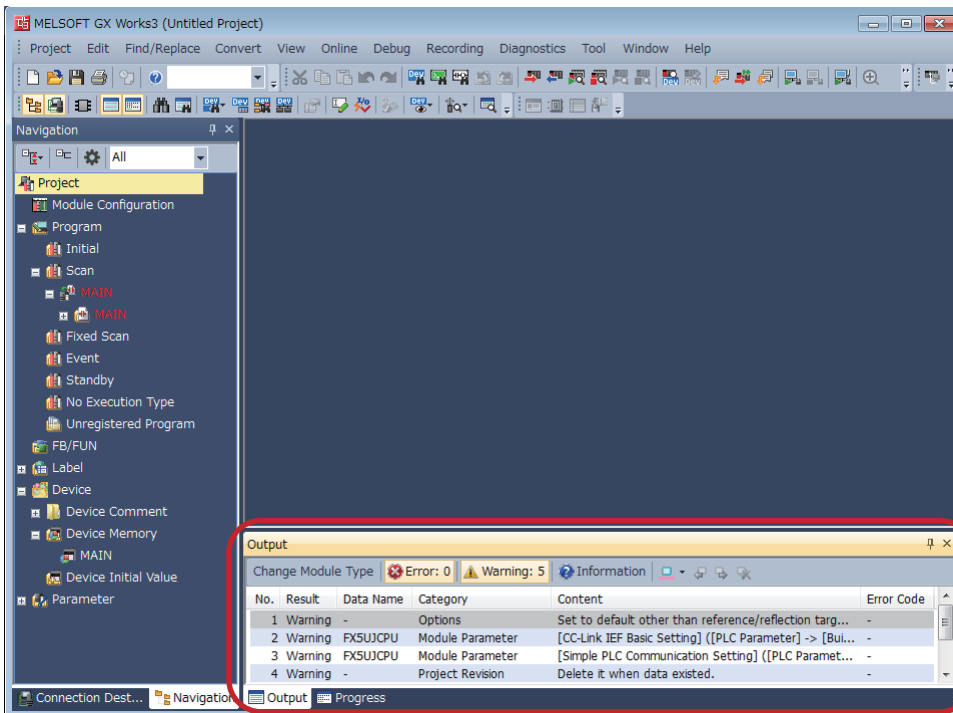 MELSOFT GX Works3 (Untitled Project)
Project Edit Find/Replace Convert View Online Debug Recording Diagnostics Tool Window Help
Navigation
All
Project
Module Configuration
Program
Initial
Scan
MAIN
MAIN
Fixed Scan
Event
Standby
No Execution Type
Unregistered Program
FB/FUN
Label
Device
Device Comment
Device Memory
MAIN
Device Initial Value
Parameter
Connection Dest... Navigation
Output
Change Module Type Error: 0 Warning: 5 Information
No. Result Data Name Category Content Error Code
1 Warning - Options Set to default other than reference/reflection targ... -
2 Warning FX5UJCPU Module Parameter [CC-Link IEF Basic Setting] ([PLC Parameter] -> [Bui... -
3 Warning FX5UJCPU Module Parameter [Simple PLC Communication Setting] ([PLC Paramet... -
4 Warning - Project Revision Delete it when data existed. -
Output Progress